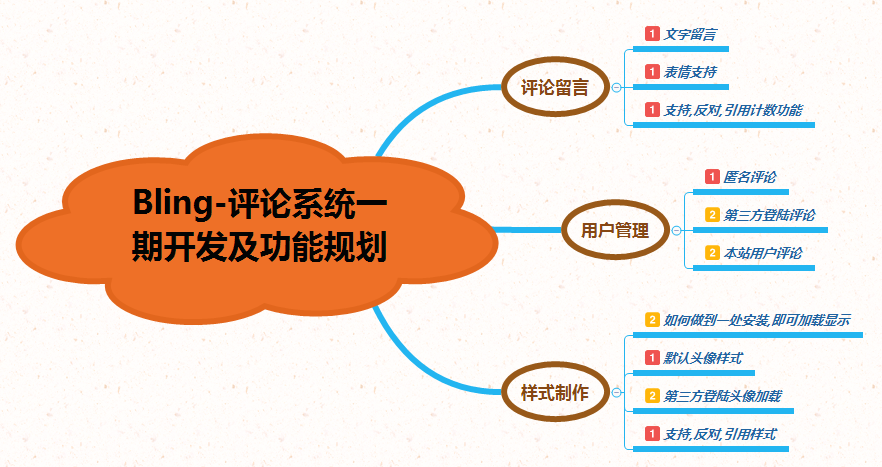 Bling-评论系统一
期开发及功能规划
评论留言
1 文字留言
1 表情支持
1 支持,反对,引用计数功能
用户管理
1 匿名评论
2 第三方登陆评论
2 本站用户评论
样式制作
2 如何做到一处安装,即可加载显示
1 默认头像样式
2 第三方登陆头像加载
1 支持,反对,引用样式